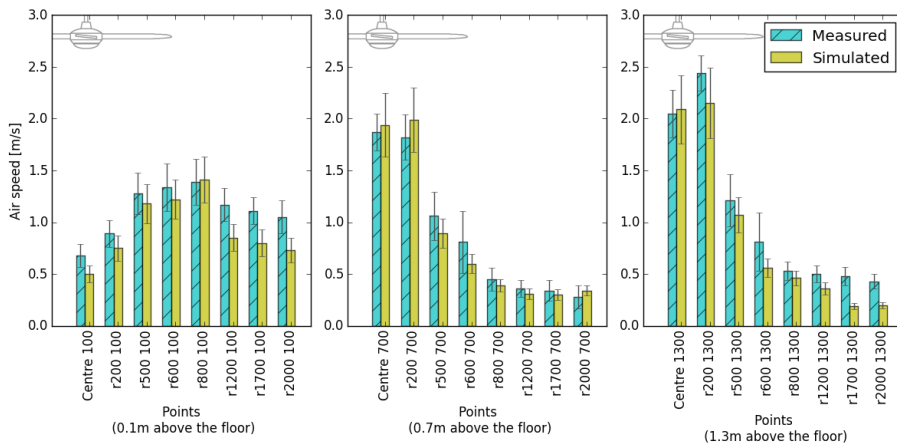 Air speed [m/s]
3.0
2.5
2.0
1.5
1.0
0.5
0.0
Centre 100
r200 100
r500 100
r600 100
r800 100
r1200 100
r1700 100
r2000 100
Points
(0.1m above the floor)
3.0
2.5
2.0
1.5
1.0
0.5
0.0
Centre 700
r200 700
r500 700
r600 700
r800 700
r1200 700
r1700 700
r2000 700
Points
(0.7m above the floor)
3.0
2.5
2.0
1.5
1.0
0.5
0.0
Measured
Simulated
Centre 1300
r200 1300
r500 1300
r600 1300
r800 1300
r1200 1300
r1700 1300
r2000 1300
Points
(1.3m above the floor)